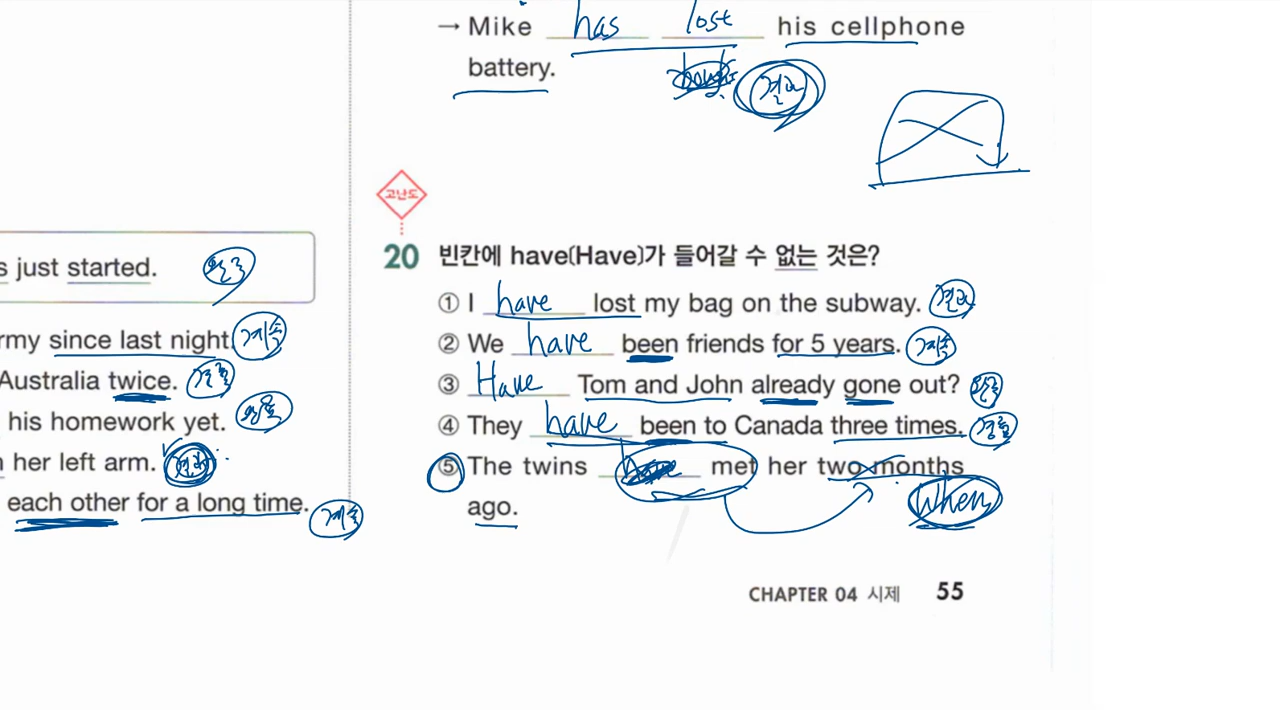 → Mike has lost his cellphone
battery.
결과
고난도
s just started.
완료
rmy since last night.
계속
Australia twice.
경험
his homework yet.
완료
n her left arm.
결과
each other for a long time.
계속
20 빈칸에 have(Have)가 들어갈 수 없는 것은?
① I have lost my bag on the subway. 결과
② We have been friends for 5 years. 계속
③ Have Tom and John already gone out? 완료
④ They have been to Canada three times. 경험
⑤ The twins met her two months
ago.
When
CHAPTER 04 시제 55